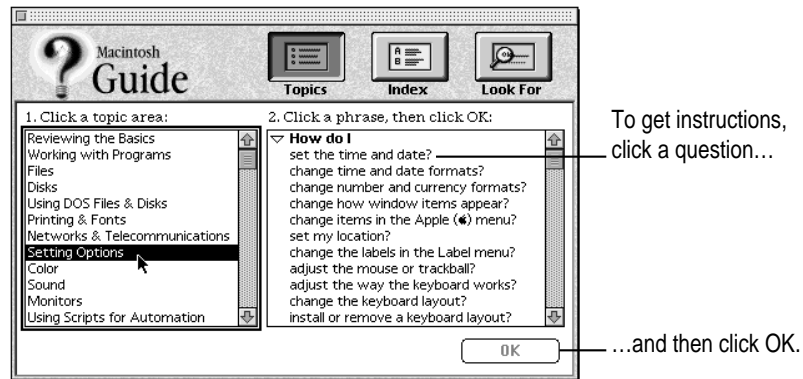 Macintosh
Guide
Topics
Index
Look For
1. Click a topic area:
Reviewing the Basics
Working with Programs
Files
Disks
Using DOS Files & Disks
Printing & Fonts
Networks & Telecommunications
Setting Options
Color
Sound
Monitors
Using Scripts for Automation
2. Click a phrase, then click OK:
How do I
set the time and date?
change time and date formats?
change number and currency formats?
change how window items appear?
change items in the Apple () menu?
set my location?
change the labels in the Label menu?
adjust the mouse or trackball?
adjust the way the keyboard works?
change the keyboard layout?
install or remove a keyboard layout?
OK
To get instructions,
click a question…
…and then click OK.